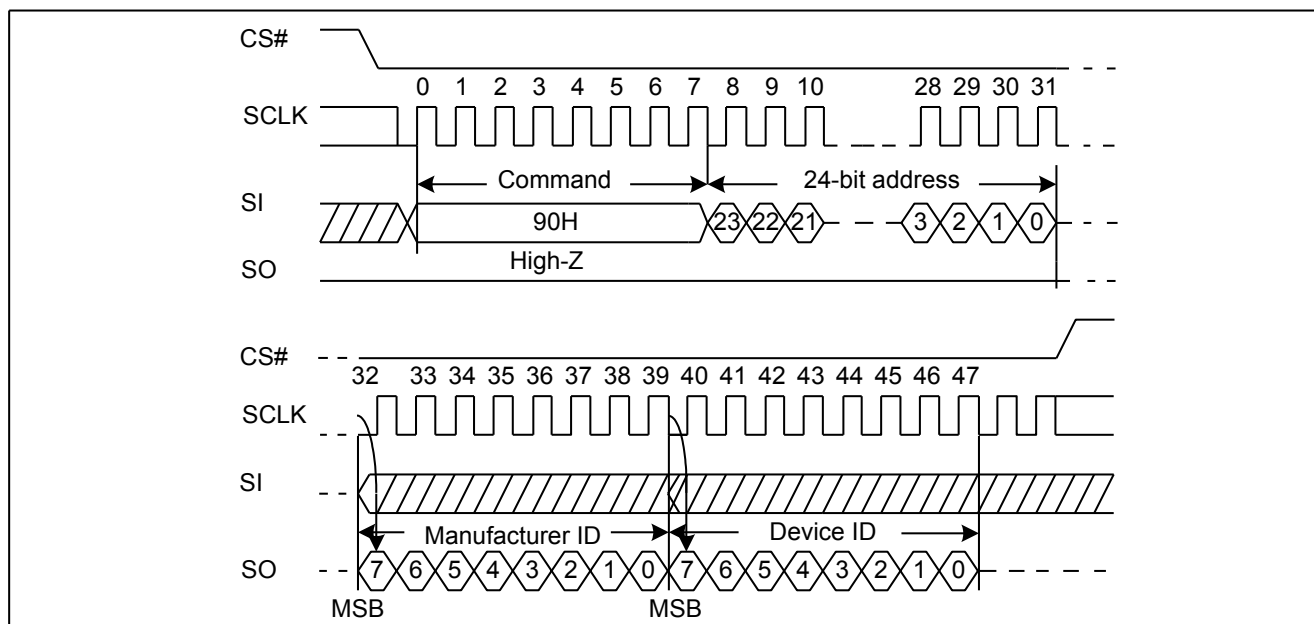 CS#
0 1 2 3 4 5 6 7 8 9 10 28 29 30 31
SCLK
Command 24-bit address
SI
90H 23 22 21 3 2 1 0
High-Z
SO
CS#
32 33 34 35 36 37 38 39 40 41 42 43 44 45 46 47
SCLK
SI
Manufacturer ID Device ID
SO 7 6 5 4 3 2 1 0 7 6 5 4 3 2 1 0
MSB MSB